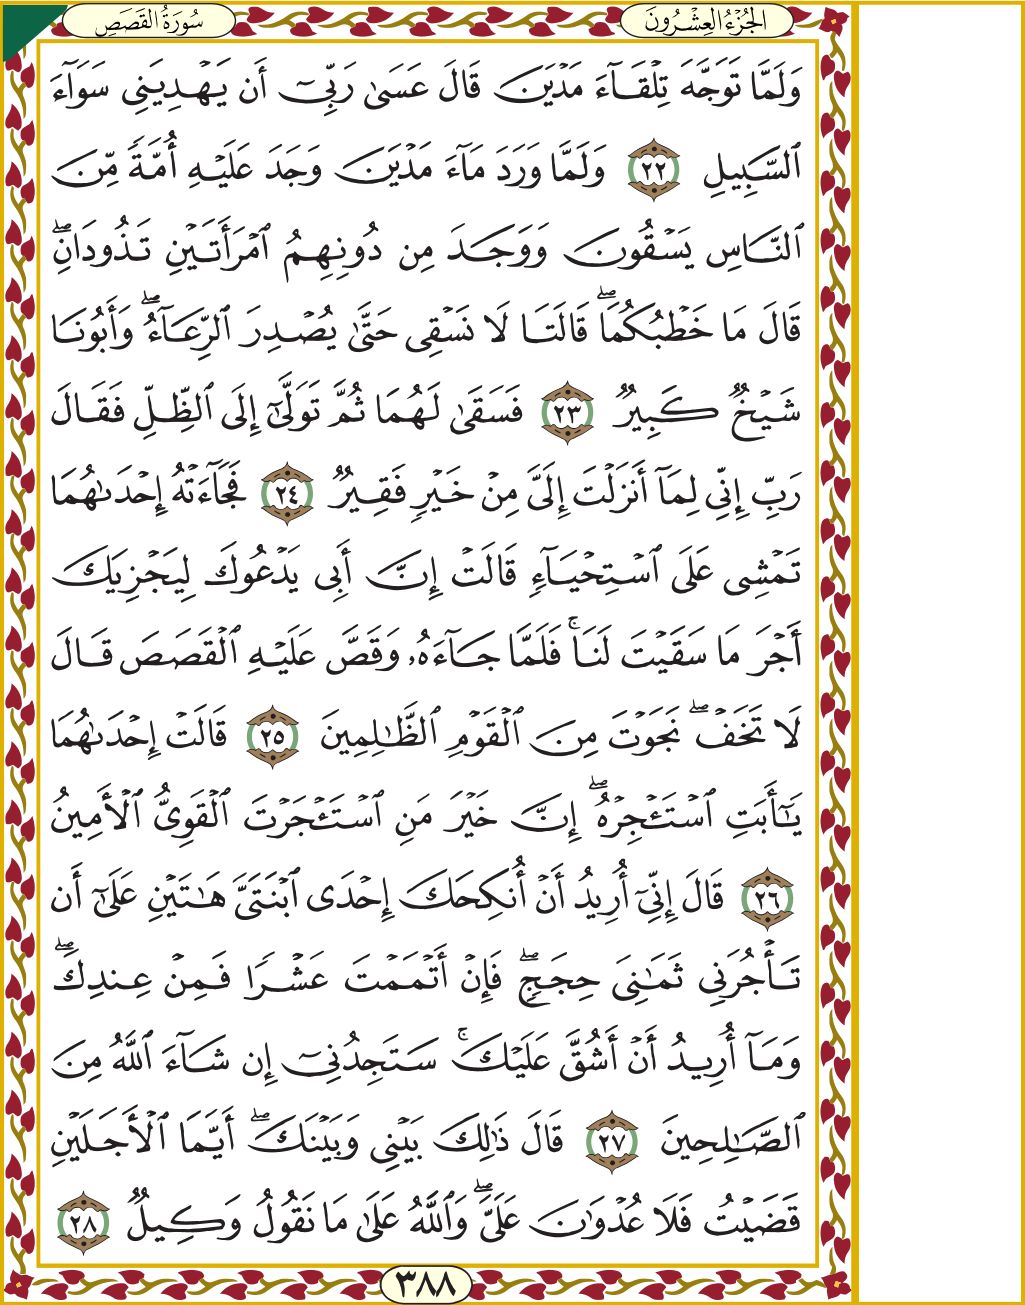 سُورَةُ القَصَصِ
الجُزْءُ العِشْرُونَ
وَلَمَّا تَوَجَّهَ تِلْقَآءَ مَدْيَنَ قَالَ عَسَىٰ رَبِّىٓ أَن يَهْدِيَنِى سَوَآءَ
ٱلسَّبِيلِ ٢٢ وَلَمَّا وَرَدَ مَآءَ مَدْيَنَ وَجَدَ عَلَيْهِ أُمَّةً مِّنَ
ٱلنَّاسِ يَسْقُونَ وَوَجَدَ مِن دُونِهِمُ ٱمْرَأَتَيْنِ تَذُودَانِۖ
قَالَ مَا خَطْبُكُمَاۖ قَالَتَا لَا نَسْقِى حَتَّىٰ يُصْدِرَ ٱلرِّعَآءُۖ وَأَبُونَا
شَيْخٌ كَبِيرٌ ٢٣ فَسَقَىٰ لَهُمَا ثُمَّ تَوَلَّىٰٓ إِلَى ٱلظِّلِّ فَقَالَ
رَبِّ إِنِّى لِمَآ أَنزَلْتَ إِلَىَّ مِنْ خَيْرٍ فَقِيرٌ ٢٤ فَجَآءَتْهُ إِحْدَىٰهُمَا
تَمْشِى عَلَى ٱسْتِحْيَآءٍ قَالَتْ إِنَّ أَبِى يَدْعُوكَ لِيَجْزِيَكَ
أَجْرَ مَا سَقَيْتَ لَنَاۚ فَلَمَّا جَآءَهُۥ وَقَصَّ عَلَيْهِ ٱلْقَصَصَ قَالَ
لَا تَخَفْۖ نَجَوْتَ مِنَ ٱلْقَوْمِ ٱلظَّٰلِمِينَ ٢٥ قَالَتْ إِحْدَىٰهُمَا
يَٰٓأَبَتِ ٱسْتَـْٔجِرْهُۖ إِنَّ خَيْرَ مَنِ ٱسْتَـْٔجَرْتَ ٱلْقَوِىُّ ٱلْأَمِينُ
٢٦ قَالَ إِنِّىٓ أُرِيدُ أَنْ أُنكِحَكَ إِحْدَى ٱبْنَتَىَّ هَٰتَيْنِ عَلَىٰٓ أَن
تَأْجُرَنِى ثَمَٰنِىَ حِجَجٍۖ فَإِنْ أَتْمَمْتَ عَشْرًا فَمِنْ عِندِكَۖ
وَمَآ أُرِيدُ أَنْ أَشُقَّ عَلَيْكَۚ سَتَجِدُنِىٓ إِن شَآءَ ٱللَّهُ مِنَ
ٱلصَّٰلِحِينَ ٢٧ قَالَ ذَٰلِكَ بَيْنِى وَبَيْنَكَۖ أَيَّمَا ٱلْأَجَلَيْنِ
قَضَيْتُ فَلَا عُدْوَٰنَ عَلَىَّۖ وَٱللَّهُ عَلَىٰ مَا نَقُولُ وَكِيلٌ ٢٨
٣٨٨